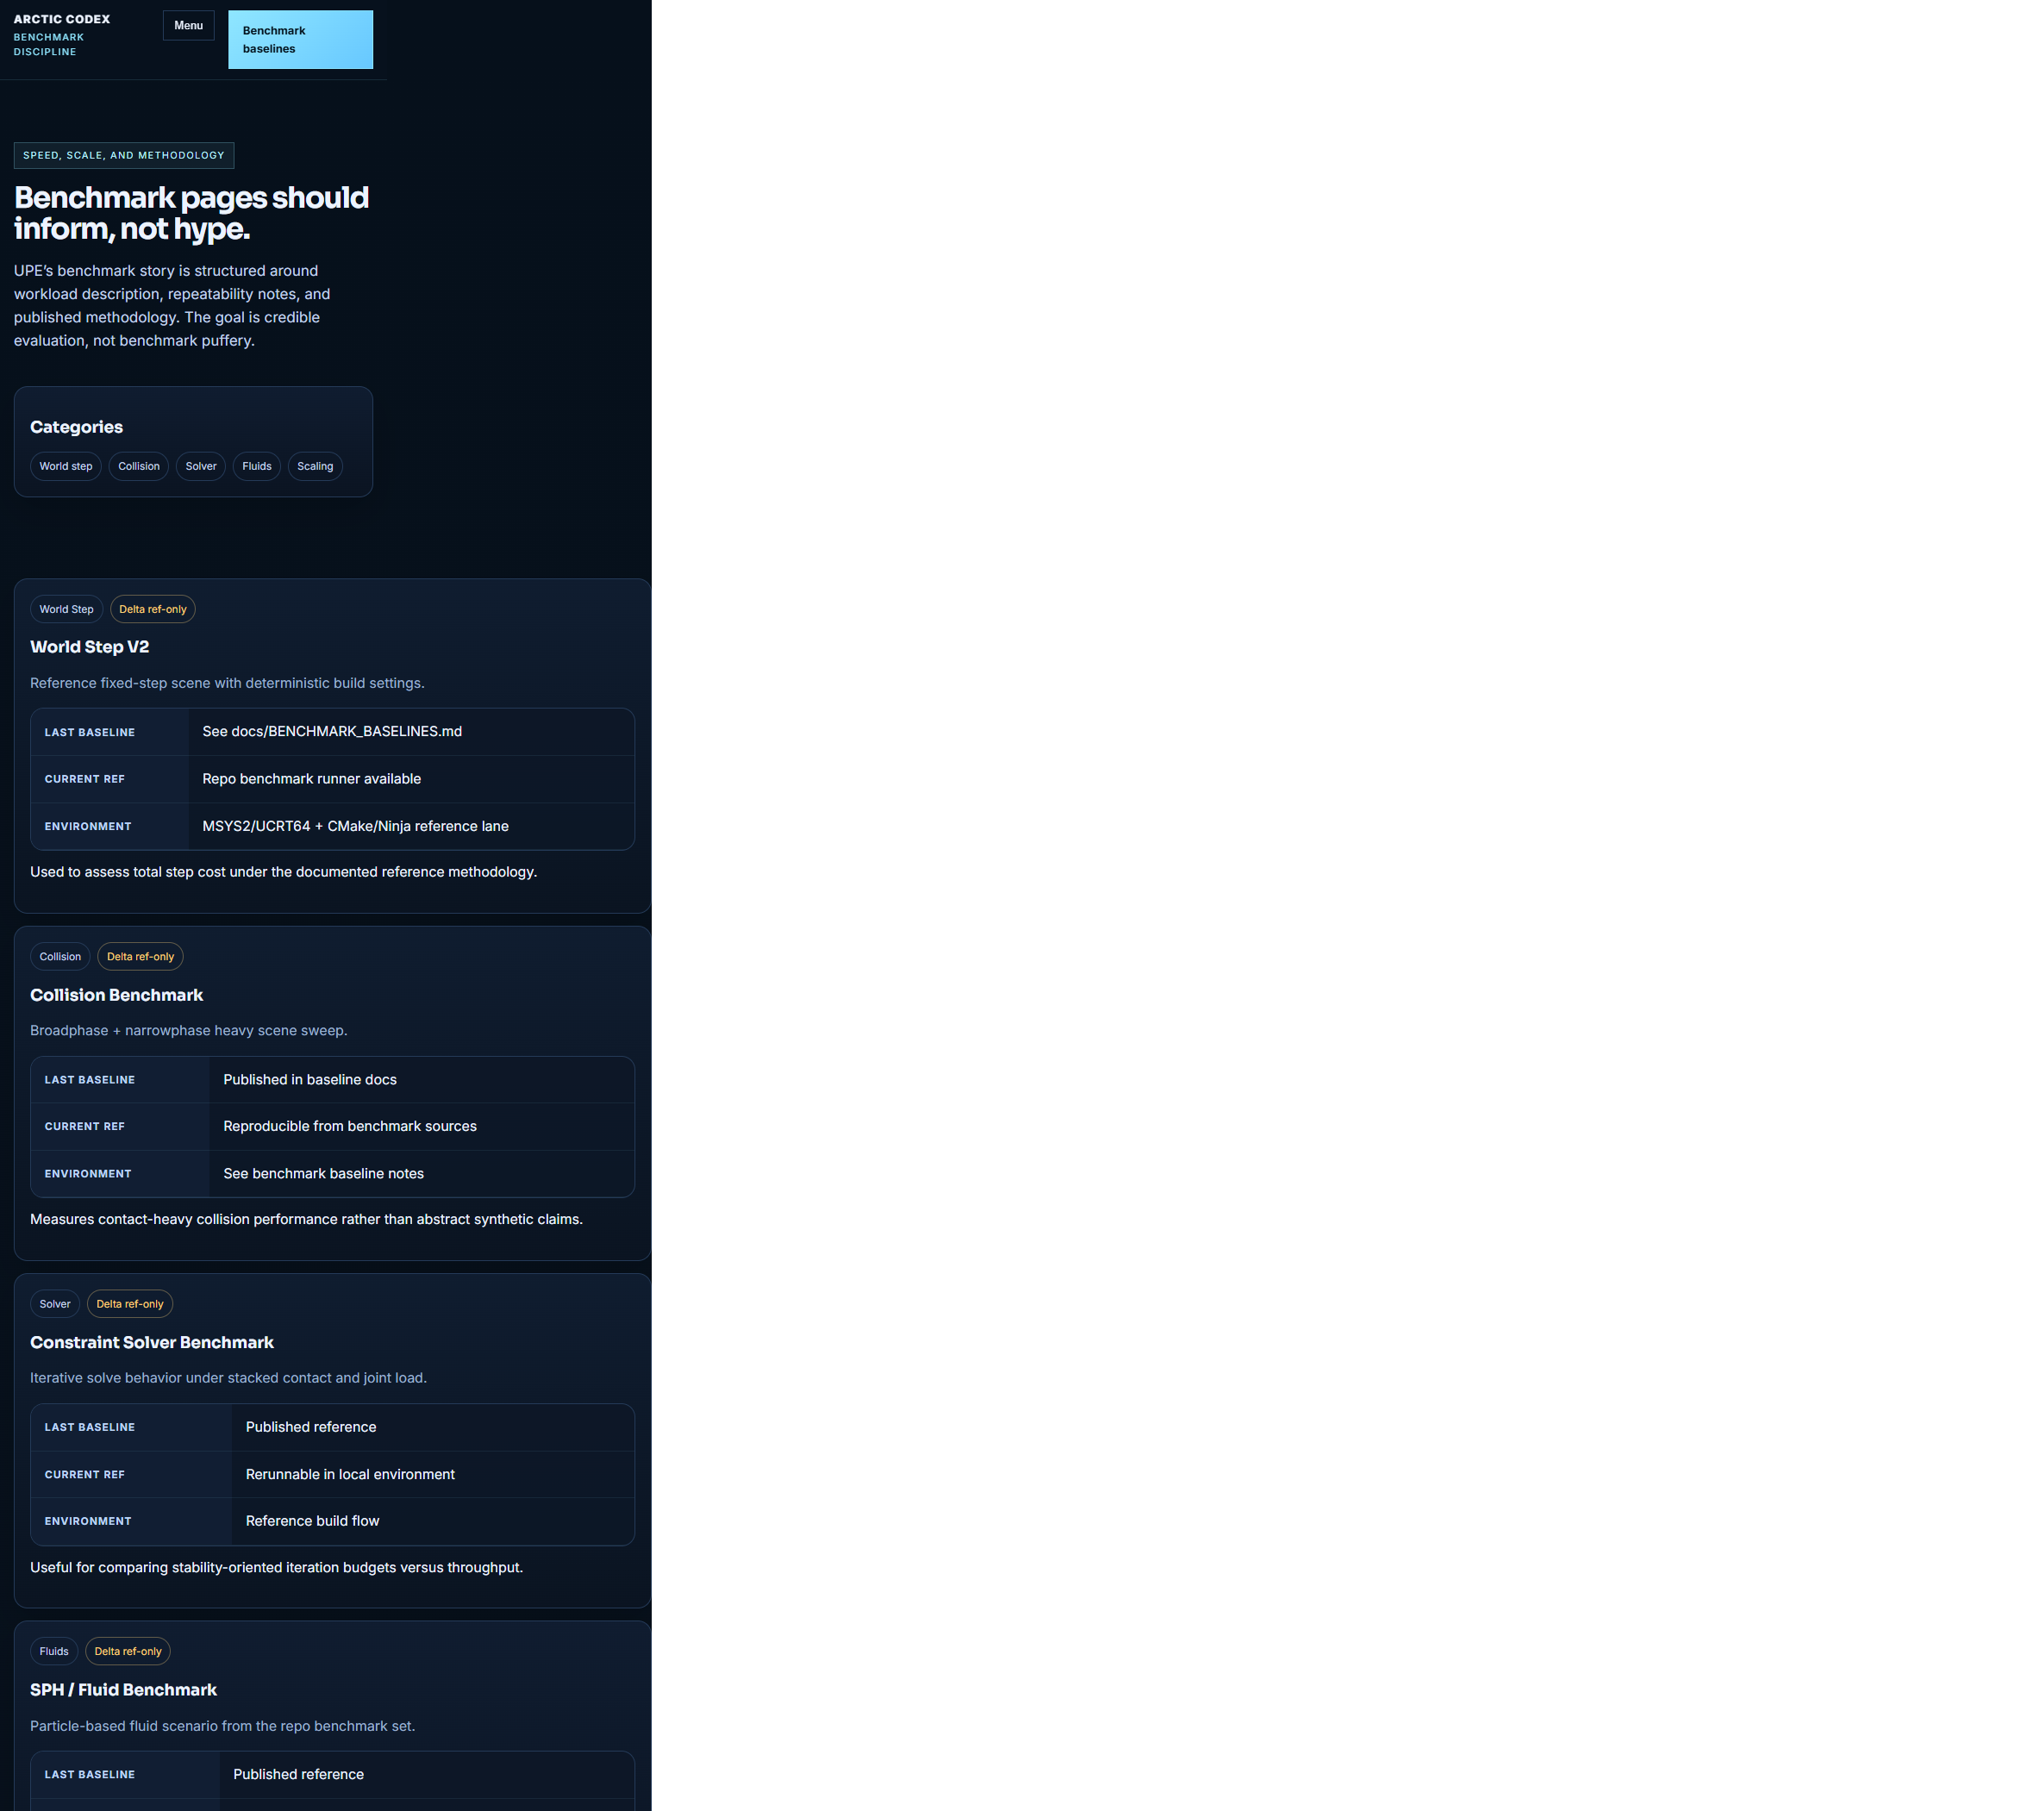 ARCTIC CODEX
BENCHMARK
DISCIPLINE
Menu
Benchmark
baselines
SPEED, SCALE, AND METHODOLOGY
Benchmark pages should
inform, not hype.
UPE’s benchmark story is structured around
workload description, repeatability notes, and
published methodology. The goal is credible
evaluation, not benchmark puffery.
Categories
World step Collision Solver Fluids Scaling
World Step Delta ref-only
World Step V2
Reference fixed-step scene with deterministic build settings.
LAST BASELINE See docs/BENCHMARK_BASELINES.md
CURRENT REF Repo benchmark runner available
ENVIRONMENT MSYS2/UCRT64 + CMake/Ninja reference lane
Used to assess total step cost under the documented reference methodology.
Collision Delta ref-only
Collision Benchmark
Broadphase + narrowphase heavy scene sweep.
LAST BASELINE Published in baseline docs
CURRENT REF Reproducible from benchmark sources
ENVIRONMENT See benchmark baseline notes
Measures contact-heavy collision performance rather than abstract synthetic claims.
Solver Delta ref-only
Constraint Solver Benchmark
Iterative solve behavior under stacked contact and joint load.
LAST BASELINE Published reference
CURRENT REF Rerunnable in local environment
ENVIRONMENT Reference build flow
Useful for comparing stability-oriented iteration budgets versus throughput.
Fluids Delta ref-only
SPH / Fluid Benchmark
Particle-based fluid scenario from the repo benchmark set.
LAST BASELINE Published reference